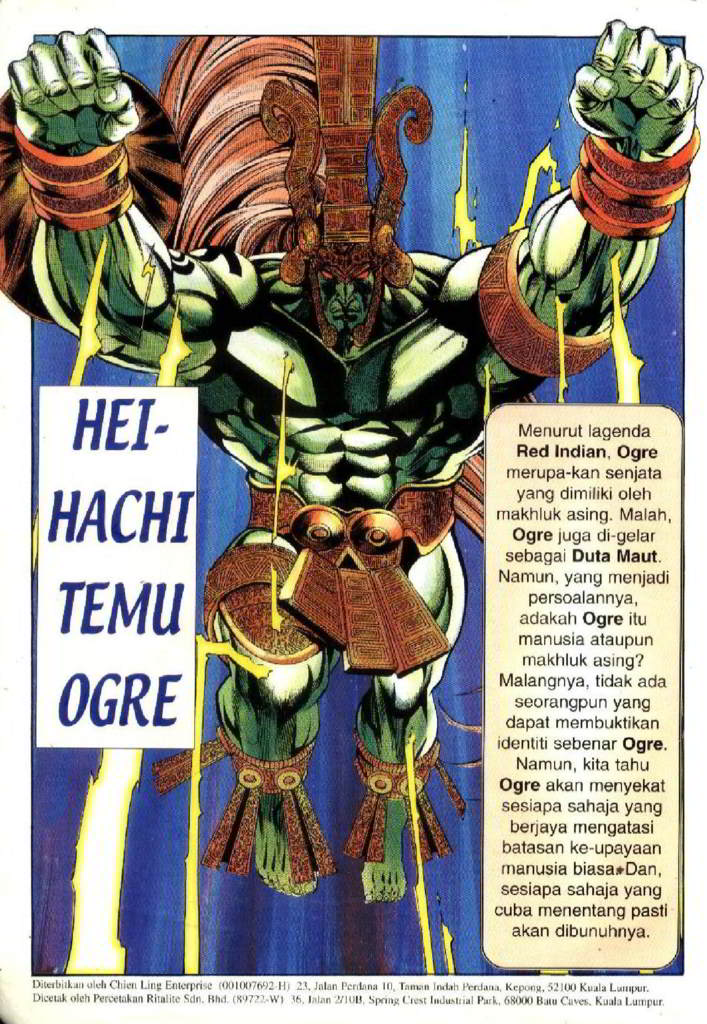 HEI-
HACHI
TEMU
OGRE
Menurut lagenda
Red Indian, Ogre
merupa-kan senjata
yang dimiliki oleh
makhluk asing. Malah,
Ogre juga di-gelar
sebagai Duta Maut.
Namun, yang menjadi
persoalannya,
adakah Ogre itu
manusia ataupun
makhluk asing?
Malangnya, tidak ada
seorangpun yang
dapat membuktikan
identiti sebenar Ogre.
Namun, kita tahu
Ogre akan menyekat
sesiapa sahaja yang
berjaya mengatasi
batasan ke-upayaan
manusia biasa*Dan,
sesiapa sahaja yang
cuba menentang pasti
akan dibunuhnya.
Diterbitkan oleh Chien Ling Enterprise (001007692-H) 23, Jalan Perdana 10, Taman Indah Perdana, Kepong, 52100 Kuala Lumpur.
Dicetak oleh Percetakan Ritalite Sdn. Bhd. (89722-W) 36, Jalan 2/10B, Spring Crest Industrial Park, 68000 Batu Caves, Kuala Lumpur.